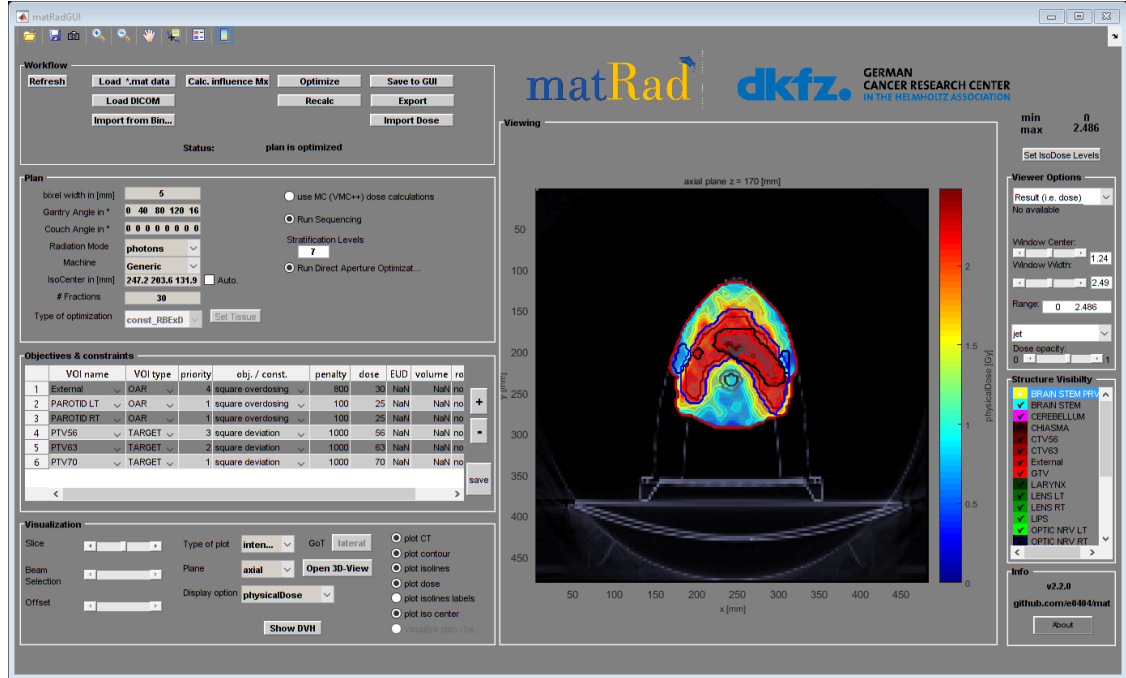 matRadGUI
Workflow
Refresh
Load *.mat data
Calc. influence Mx
Optimize
Save to GUI
Load DICOM
Recalc
Export
Import from Bin...
Import Dose
Status: plan is optimized
matRad
dkfz.
GERMAN
CANCER RESEARCH CENTER
IN THE HELMHOLTZ ASSOCIATION
Plan
bixel width in [mm] 5
Gantry Angle in ° 0 40 80 120 16
Couch Angle in ° 0 0 0 0 0 0 0 0
Radiation Mode photons
Machine Generic
IsoCenter in [mm] 247.2 203.6 131.9 Auto.
# Fractions 30
Type of optimization const_RBExD Set Tissue
use MC (VMC++) dose calculations
Run Sequencing
Stratification Levels
7
Run Direct Aperture Optimizat...
Objectives & constraints
VOI name VOI type priority obj. / const. penalty dose EUD volume ro
1 External OAR 4 square overdosing 800 30 NaN NaN no
2 PAROTID LT OAR 1 square overdosing 100 25 NaN NaN no
3 PAROTID RT OAR 1 square overdosing 100 25 NaN NaN no
4 PTV56 TARGET 3 square deviation 1000 56 NaN NaN no
5 PTV63 TARGET 2 square deviation 1000 63 NaN NaN no
6 PTV70 TARGET 1 square deviation 1000 70 NaN NaN no
+
-
save
Visualization
Slice
Beam
Selection
Offset
Type of plot inten... GoT lateral
Plane axial Open 3D-View
Display option physicalDose
Show DVH
plot CT
plot contour
plot isolines
plot dose
plot isolines labels
plot iso center
visualize plan / be...
Viewing
axial plane z = 170 [mm]
50
100
150
200
250
300
350
400
450
y [mm]
50 100 150 200 250 300 350 400 450
x [mm]
2
1.5
1
0.5
0
physicalDose [Gy]
min 0
max 2.486
Set IsoDose Levels
Viewer Options
Result (i.e. dose)
No available
Window Center:
1.24
Window Width:
2.49
Range: 0 2.486
jet
Dose opacity:
0 1
Structure Visibilty
BRAIN STEM PRV
BRAIN STEM
CEREBELLUM
CHIASMA
CTV56
CTV63
External
GTV
LARYNX
LENS LT
LENS RT
LIPS
OPTIC NRV LT
OPTIC NRV RT
Info
v2.2.0
github.com/e0404/mat
About